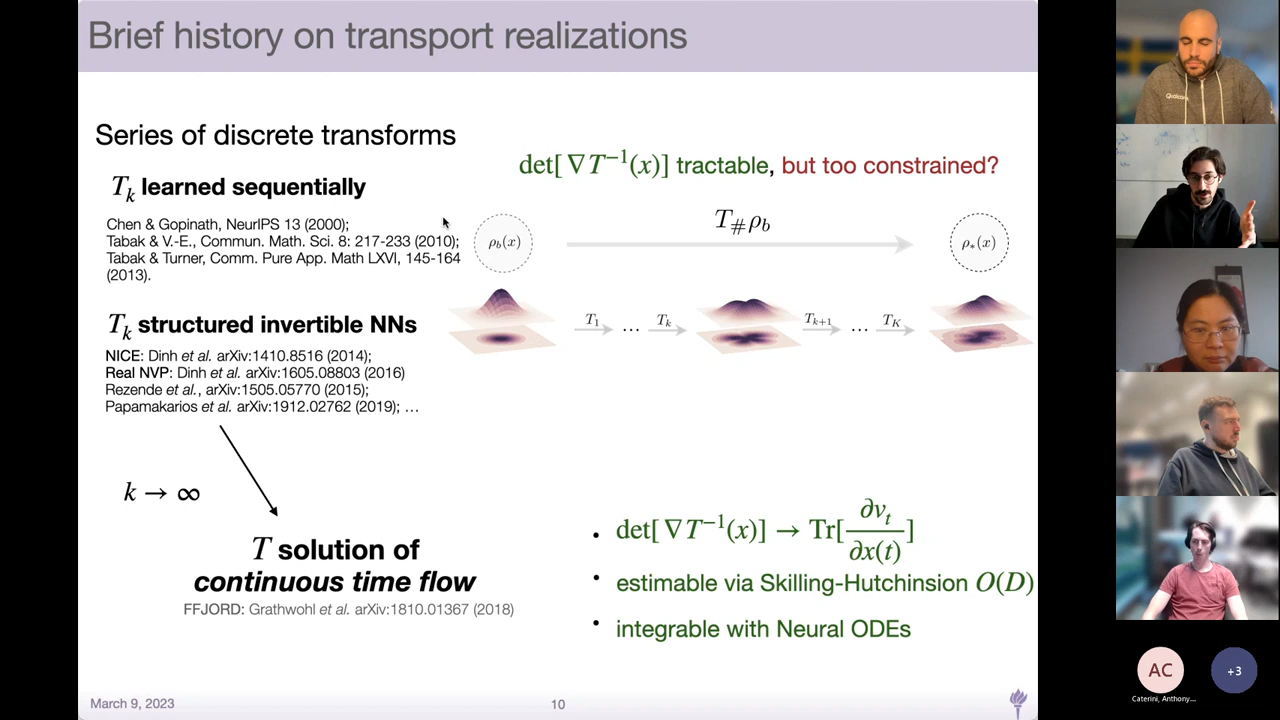 Brief history on transport realizations
Series of discrete transforms
det[∇T⁻¹(x)] tractable, but too constrained?
T_k learned sequentially
Chen & Gopinath, NeurIPS 13 (2000);
Tabak & V.-E., Commun. Math. Sci. 8: 217-233 (2010);
Tabak & Turner, Comm. Pure App. Math LXVI, 145-164
(2013).
T_#ρ_b
ρ_b(x)
ρ_*(x)
T_k structured invertible NNs
T_1 … T_k T_{k+1} … T_K
NICE: Dinh et al. arXiv:1410.8516 (2014);
Real NVP: Dinh et al. arXiv:1605.08803 (2016)
Rezende et al., arXiv:1505.05770 (2015);
Papamakarios et al. arXiv:1912.02762 (2019); …
k → ∞
T solution of
continuous time flow
FFJORD: Grathwohl et al. arXiv:1810.01367 (2018)
• det[∇T⁻¹(x)] → Tr[∂v_t/∂x(t)]
• estimable via Skilling-Hutchinsion O(D)
• integrable with Neural ODEs
March 9, 2023
10
Qualcom
AC
+3
Caterini, Anthony...